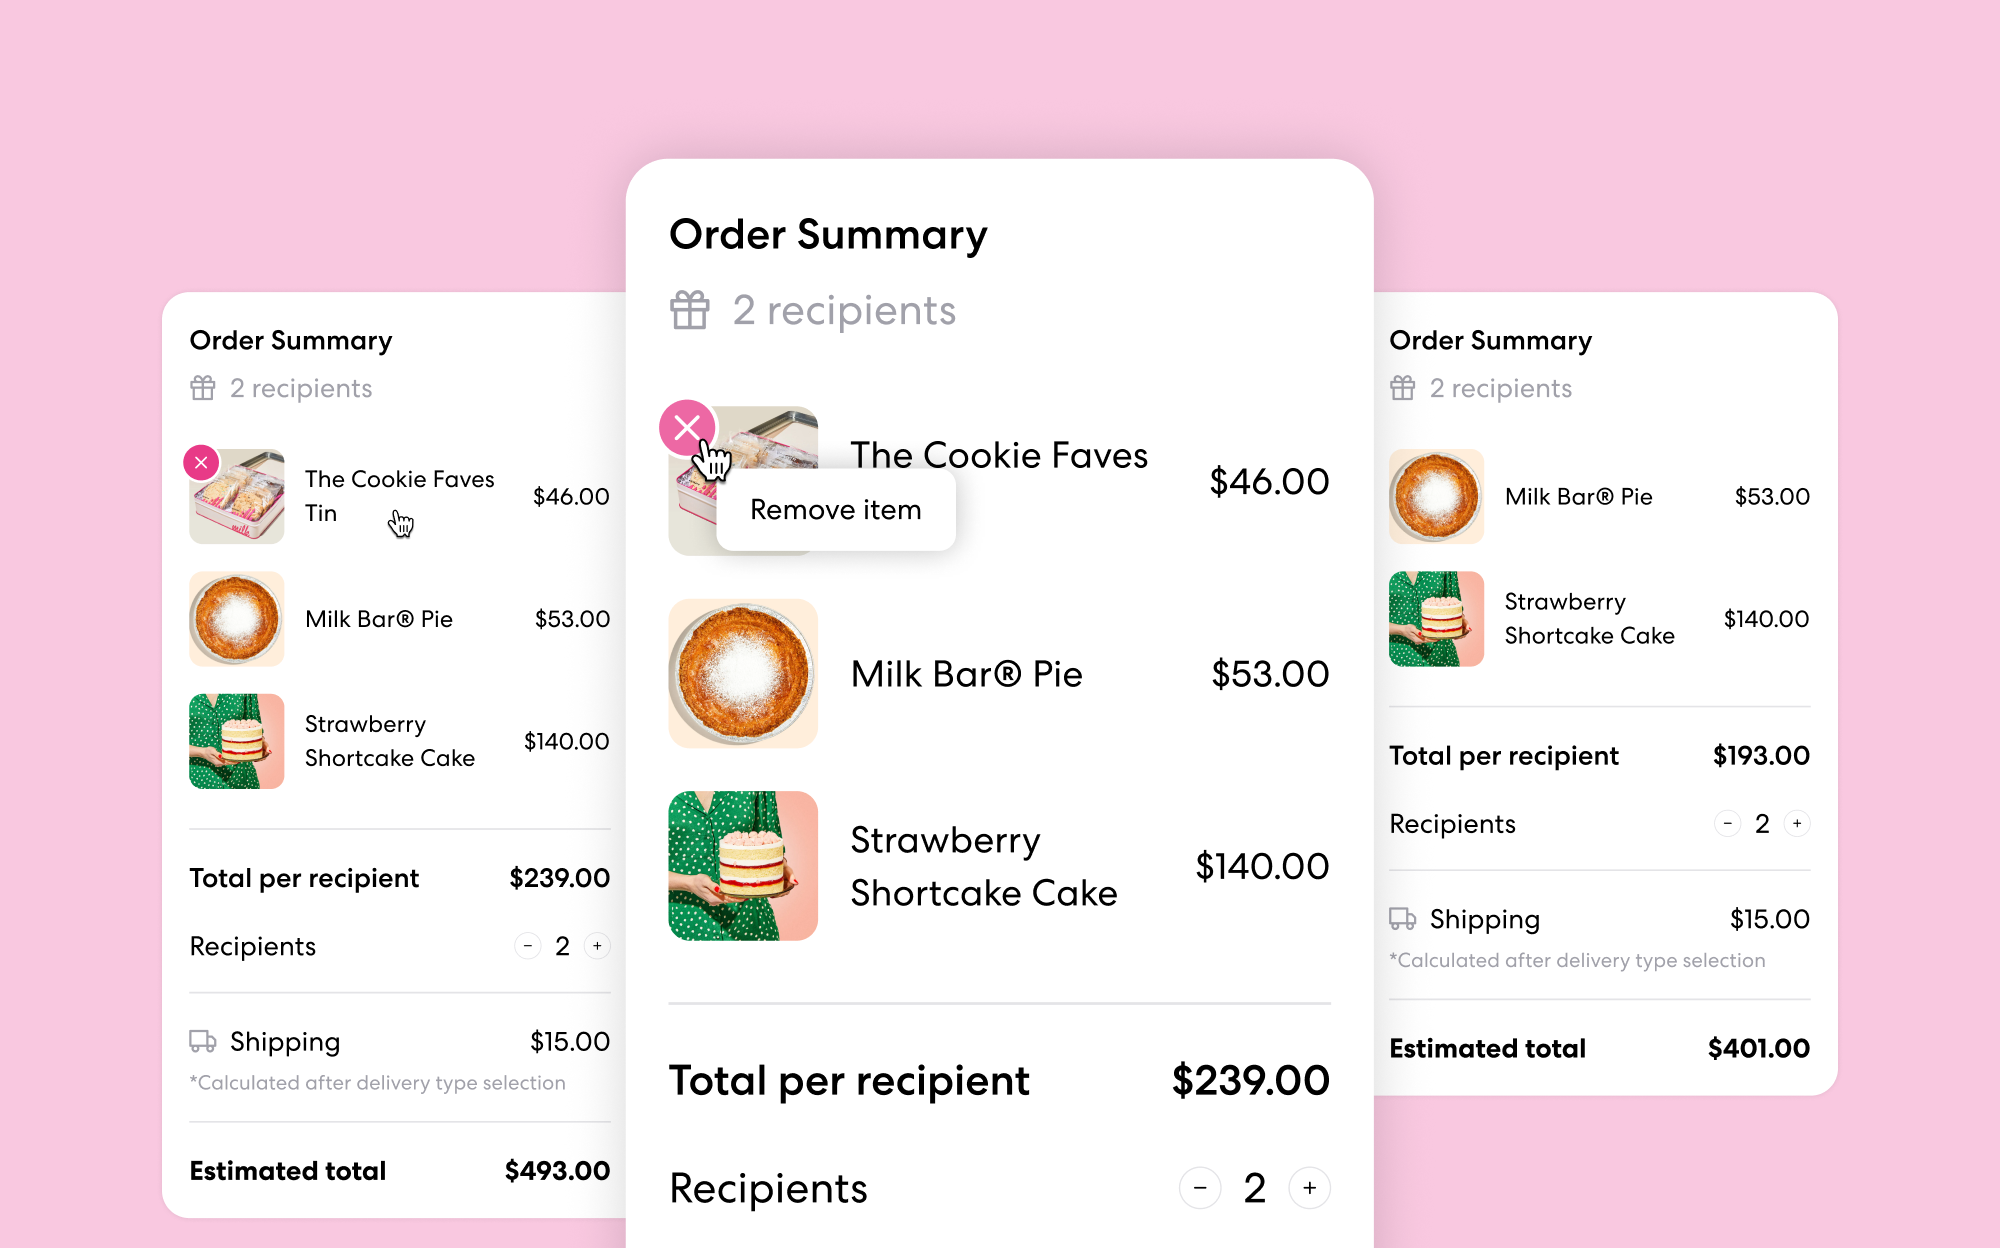 Order Summary
2 recipients
The Cookie Faves
Tin
$46.00
milk
Milk Bar® Pie
$53.00
Strawberry
Shortcake Cake
$140.00
Total per recipient
$239.00
Recipients
− 2 +
Shipping
$15.00
*Calculated after delivery type selection
Estimated total
$493.00
Order Summary
2 recipients
The Cookie Faves
$46.00
Remove item
Milk Bar® Pie
$53.00
Strawberry
Shortcake Cake
$140.00
Total per recipient
$239.00
Recipients
− 2 +
Order Summary
2 recipients
Milk Bar® Pie
$53.00
Strawberry
Shortcake Cake
$140.00
Total per recipient
$193.00
Recipients
− 2 +
Shipping
$15.00
*Calculated after delivery type selection
Estimated total
$401.00